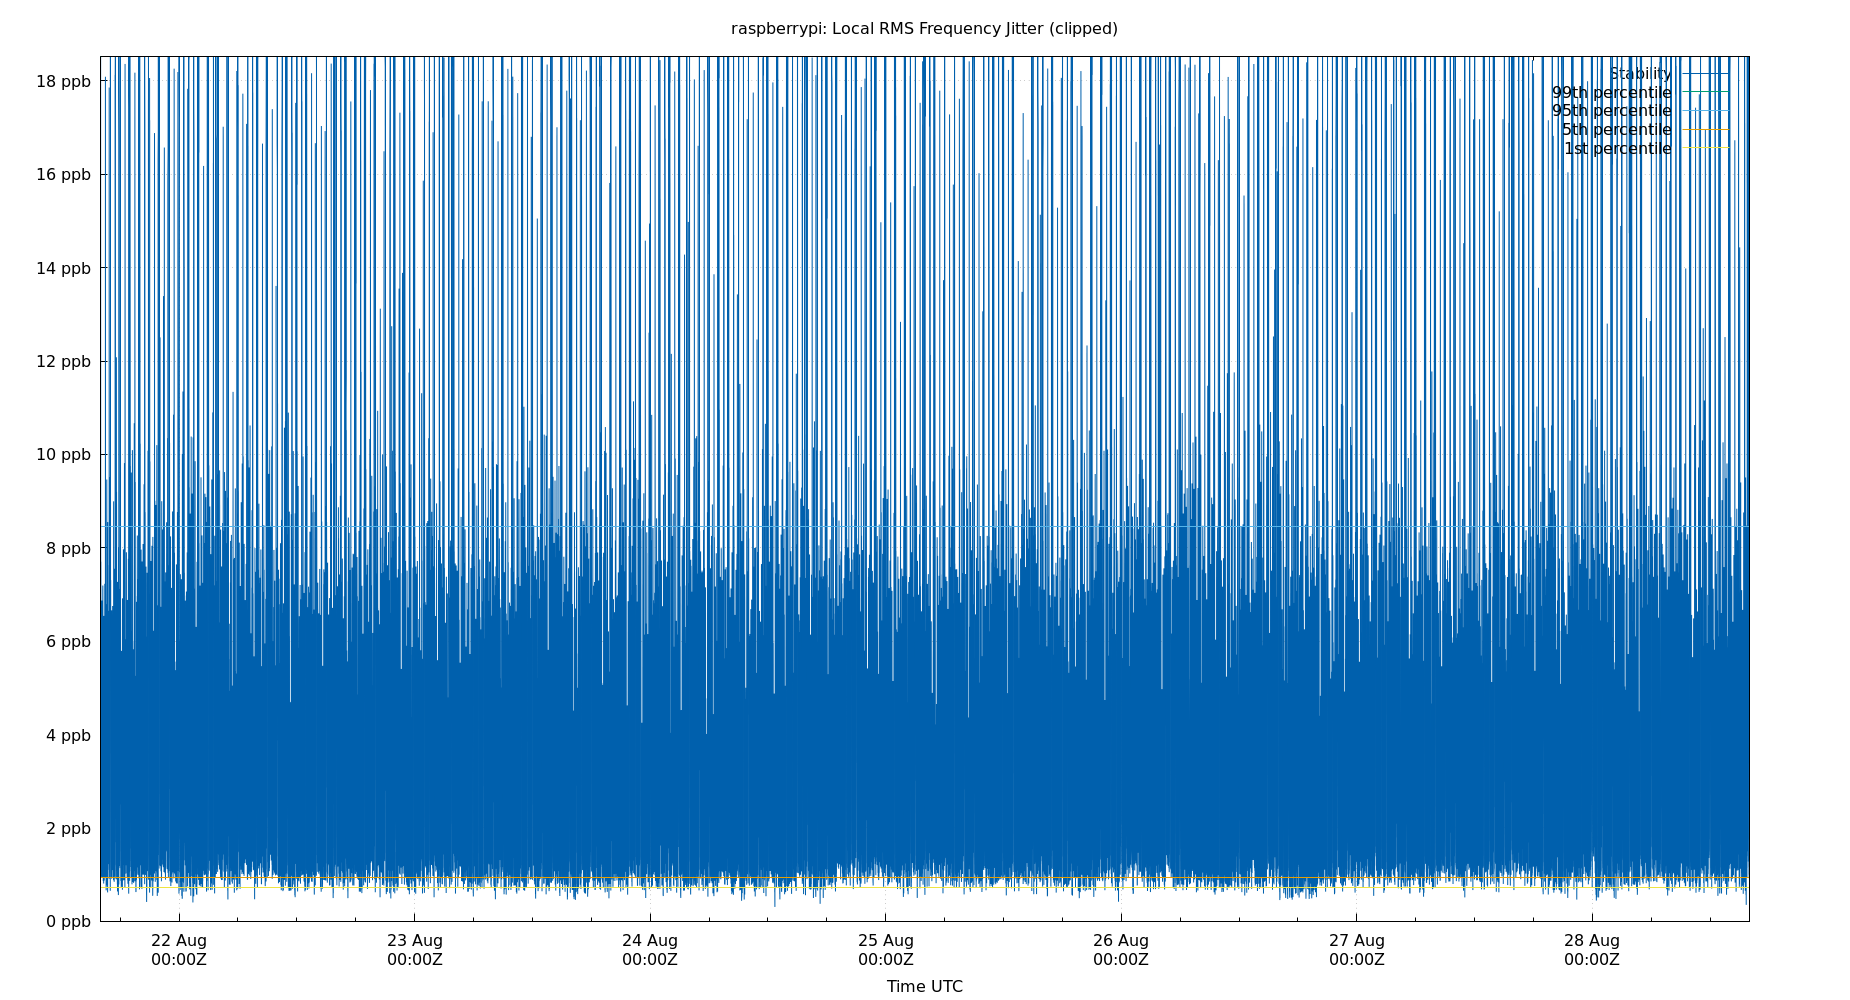 raspberrypi: Local RMS Frequency Jitter (clipped)
18 ppb
16 ppb
14 ppb
12 ppb
10 ppb
8 ppb
6 ppb
4 ppb
2 ppb
0 ppb
Stability
99th percentile
95th percentile
5th percentile
1st percentile
22 Aug 23 Aug 24 Aug 25 Aug 26 Aug 27 Aug 28 Aug
00:00Z 00:00Z 00:00Z 00:00Z 00:00Z 00:00Z 00:00Z
Time UTC